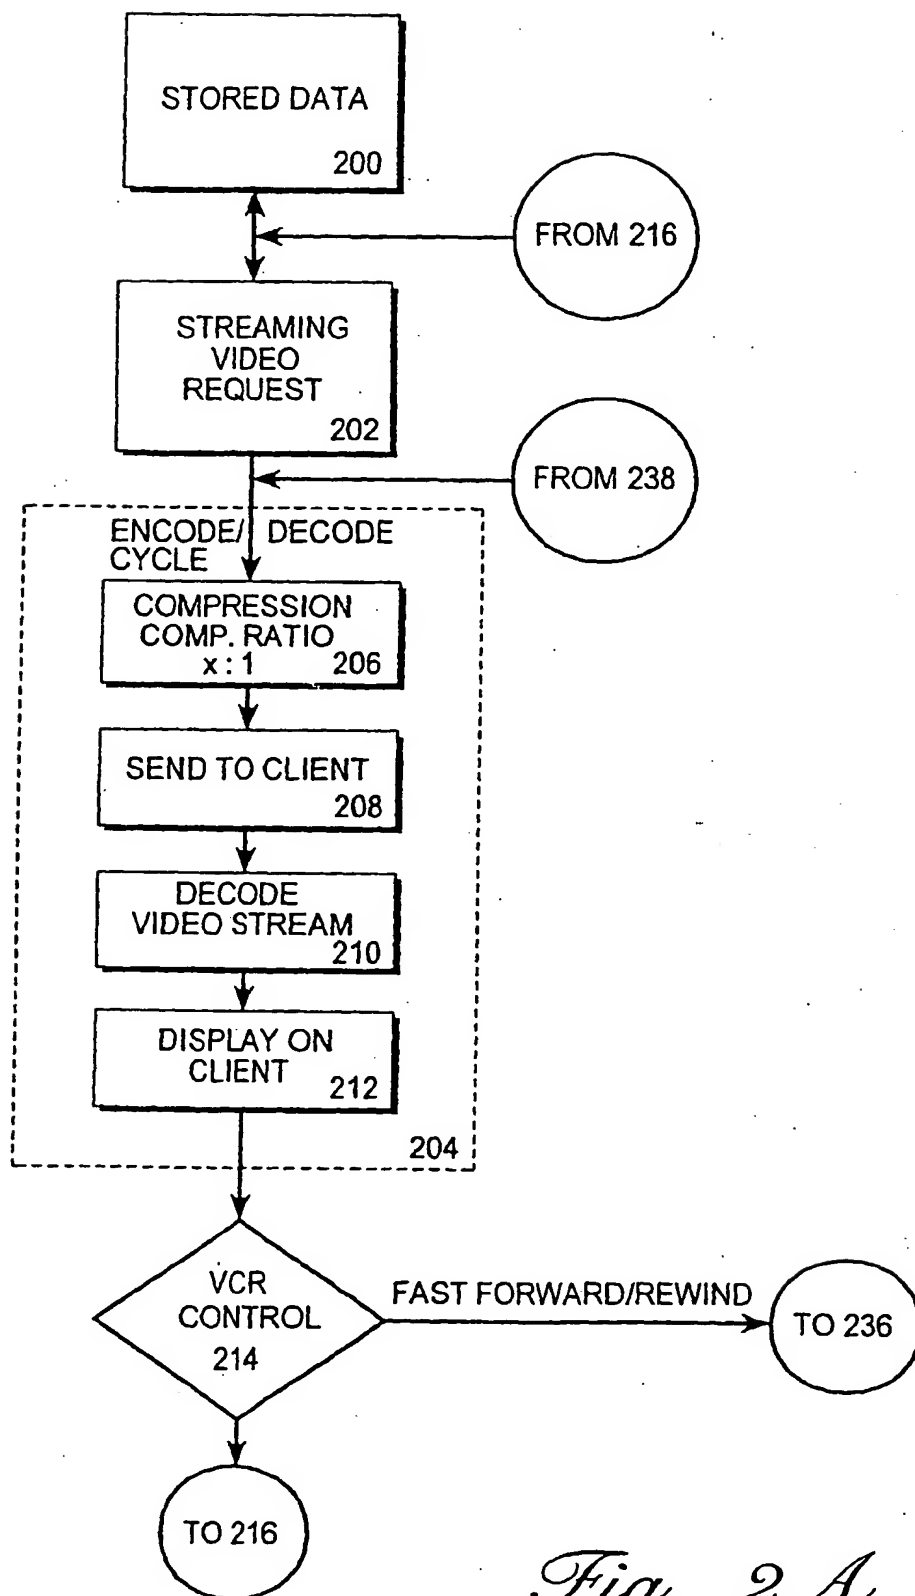 STORED DATA
200
FROM 216
STREAMING
VIDEO
REQUEST
202
FROM 238
ENCODE/ DECODE
CYCLE
COMPRESSION
COMP. RATIO
x : 1 206
SEND TO CLIENT
208
DECODE
VIDEO STREAM
210
DISPLAY ON
CLIENT
212
204
VCR
CONTROL
214
FAST FORWARD/REWIND
TO 236
TO 216
Fig. 2A